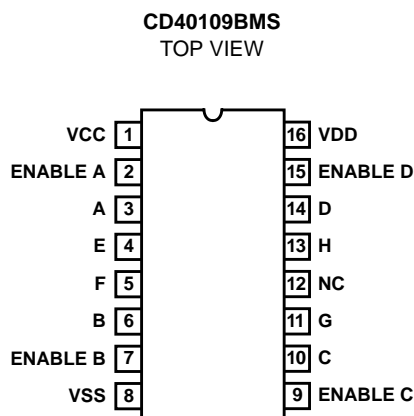 CD40109BMS
TOP VIEW
VCC 1 16 VDD
ENABLE A 2 15 ENABLE D
A 3 14 D
E 4 13 H
F 5 12 NC
B 6 11 G
ENABLE B 7 10 C
VSS 8 9 ENABLE C